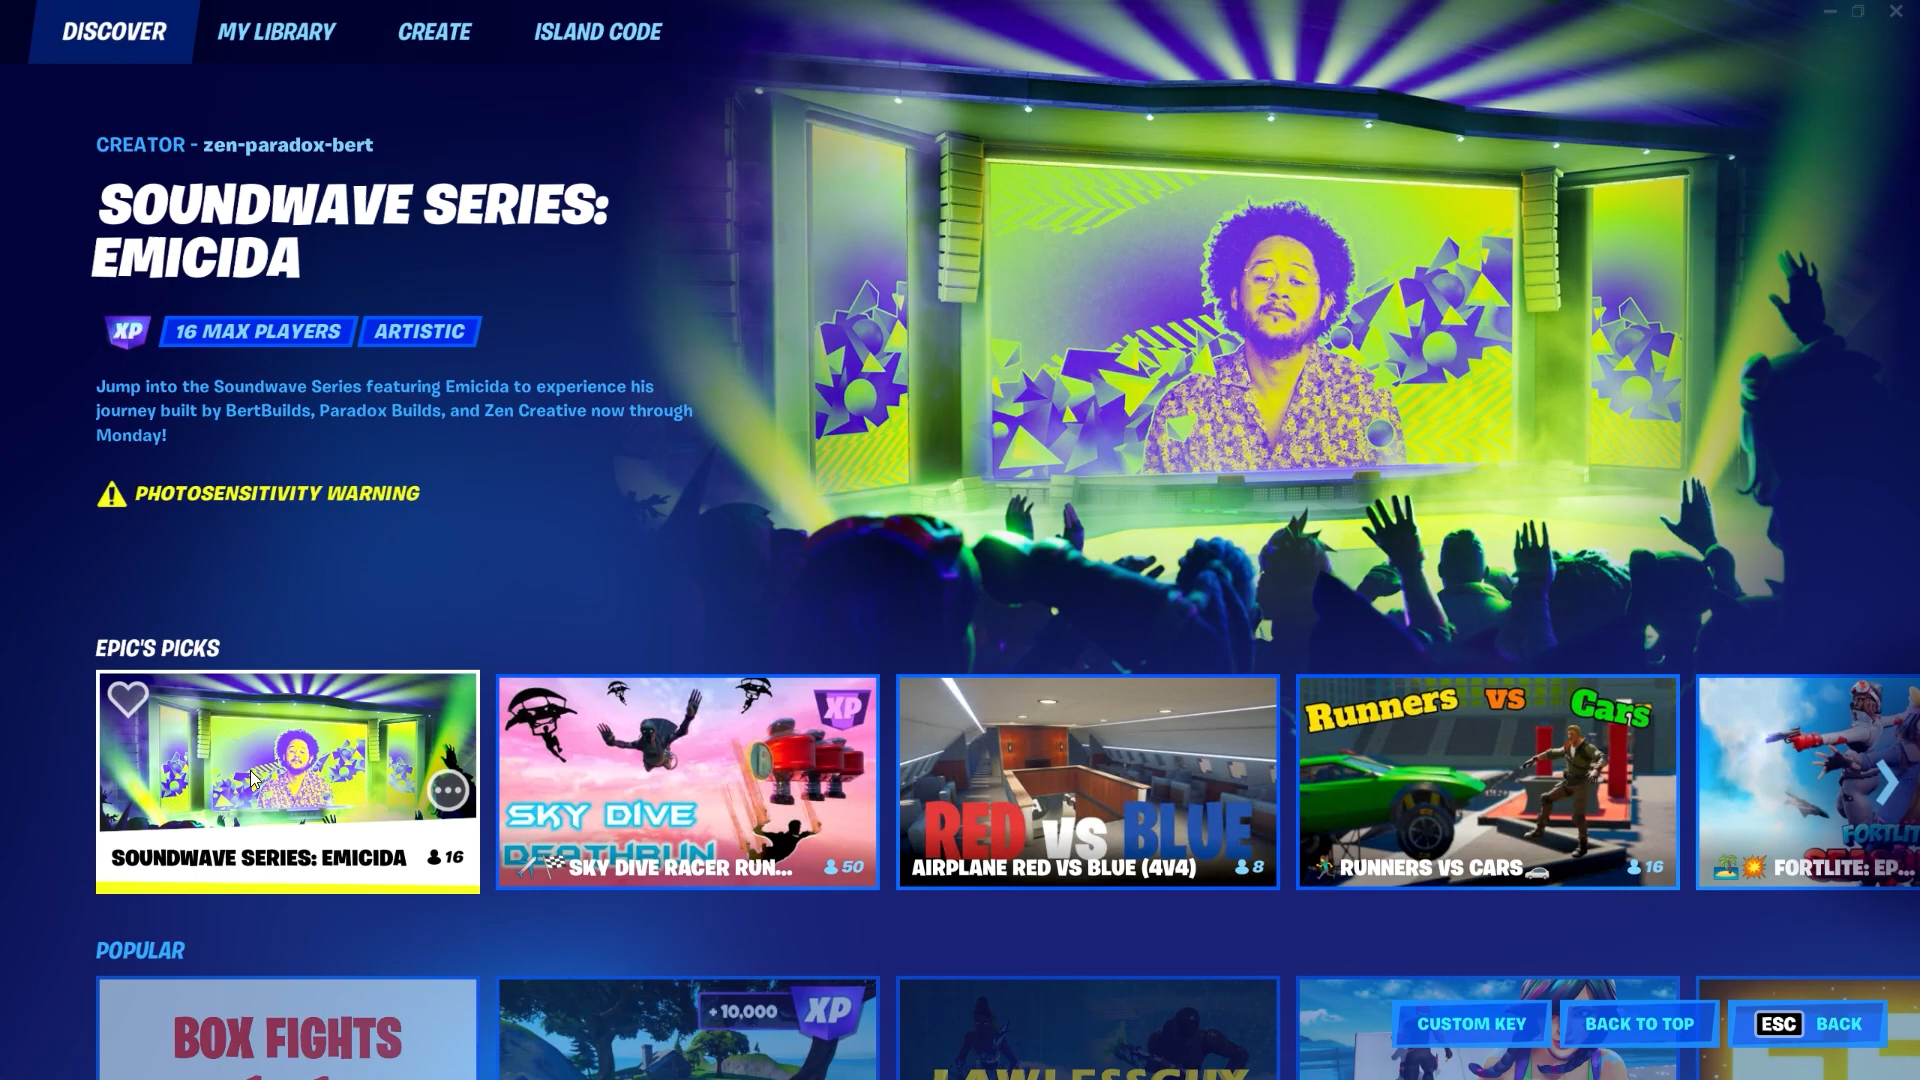 DISCOVER
MY LIBRARY
CREATE
ISLAND CODE
CREATOR - zen-paradox-bert
SOUNDWAVE SERIES:
EMICIDA
XP
16 MAX PLAYERS
ARTISTIC
Jump into the Soundwave Series featuring Emicida to experience his
journey built by BertBuilds, Paradox Builds, and Zen Creative now through
Monday!
PHOTOSENSITIVITY WARNING
EPIC'S PICKS
SOUNDWAVE SERIES: EMICIDA
16
XP
SKY DIVE
DEATHRUN
SKY DIVE RACER RUN...
50
RED VS BLUE
AIRPLANE RED VS BLUE (4V4)
8
Runners vs Cars
RUNNERS VS CARS
16
FORTLITE: EP...
POPULAR
BOX FIGHTS
+10,000
XP
LAWLESSGUY
CUSTOM KEY
BACK TO TOP
ESC
BACK